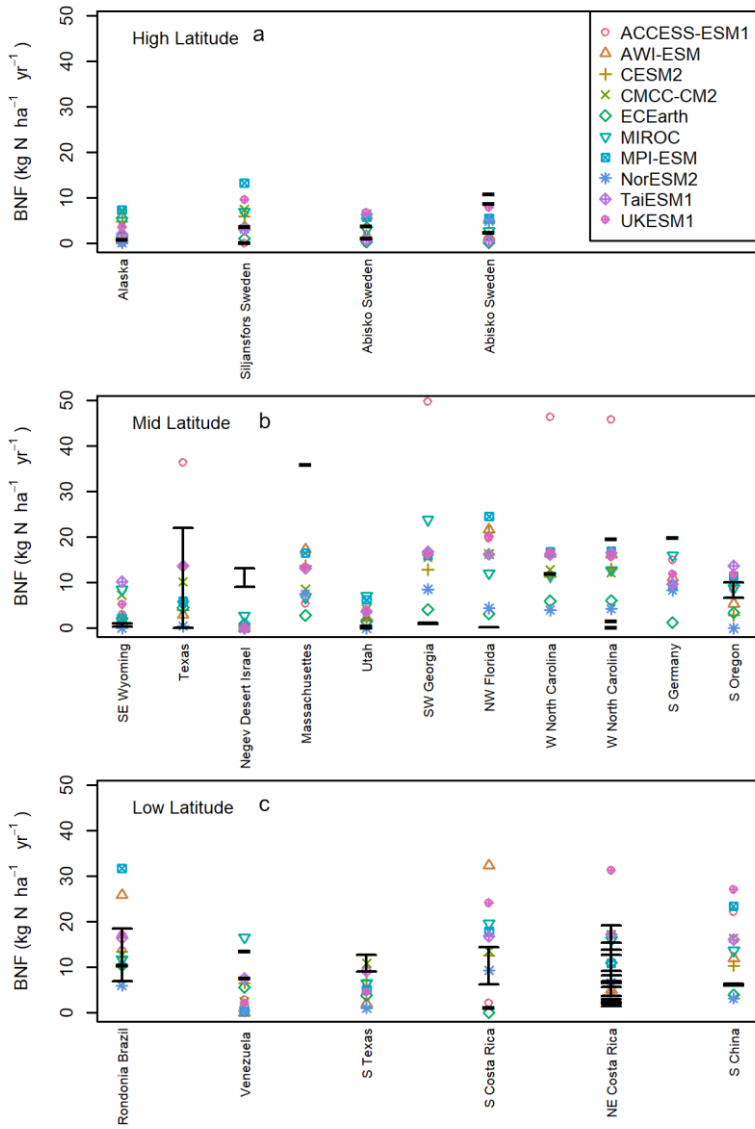 High Latitude
a
BNF (kg N ha⁻¹ yr⁻¹)
50
40
30
20
10
0
ACCESS-ESM1
AWI-ESM
CESM2
CMCC-CM2
ECEarth
MIROC
MPI-ESM
NorESM2
TaiESM1
UKESM1
Alaska
Siljansfors Sweden
Abisko Sweden
Abisko Sweden
Mid Latitude
b
BNF (kg N ha⁻¹ yr⁻¹)
50
40
30
20
10
0
SE Wyoming
Texas
Negev Desert Israel
Massachusettes
Utah
SW Georgia
NW Florida
W North Carolina
W North Carolina
S Germany
S Oregon
Low Latitude
c
BNF (kg N ha⁻¹ yr⁻¹)
50
40
30
20
10
0
Rondonia Brazil
Venezuela
S Texas
S Costa Rica
NE Costa Rica
S China